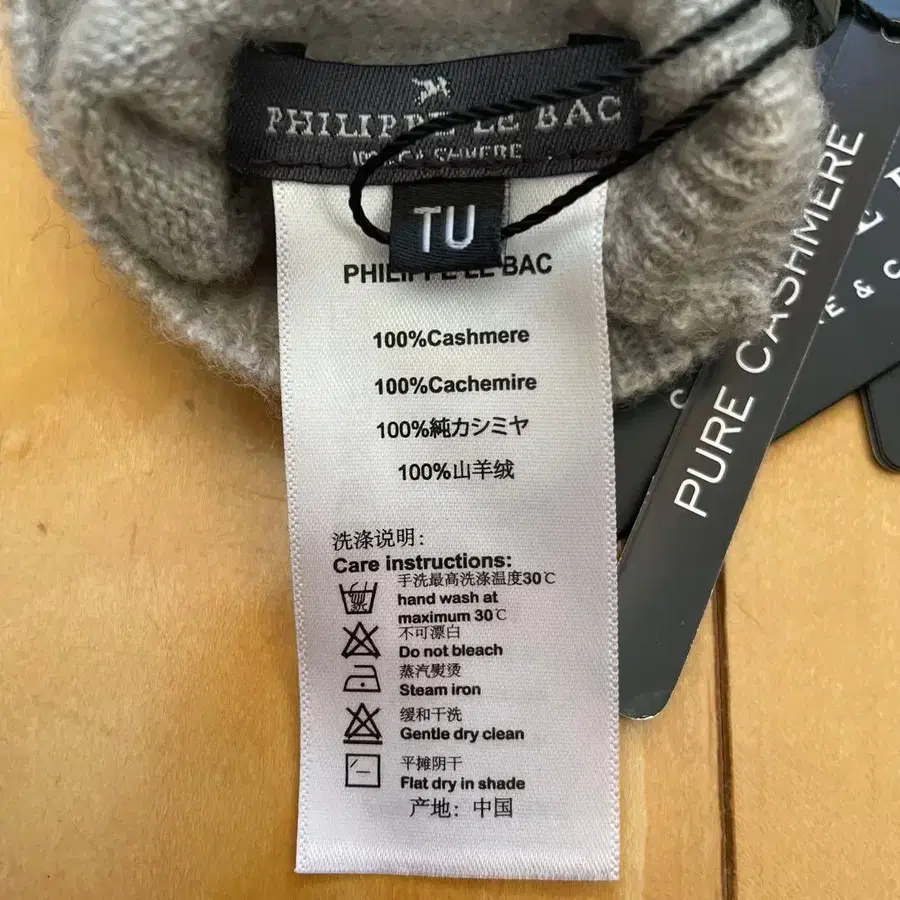 PHILIPPE LE BAC
100% CASHMERE
TU
PHILIPPE LE BAC
100%Cashmere
100%Cachemire
100%純カシミヤ
100%山羊绒
洗涤说明:
Care instructions:
手洗最高洗涤温度30℃
hand wash at
maximum 30℃
不可漂白
Do not bleach
蒸汽熨烫
Steam iron
缓和干洗
Gentle dry clean
平摊阴干
Flat dry in shade
产地: 中国
PURE CASHMERE